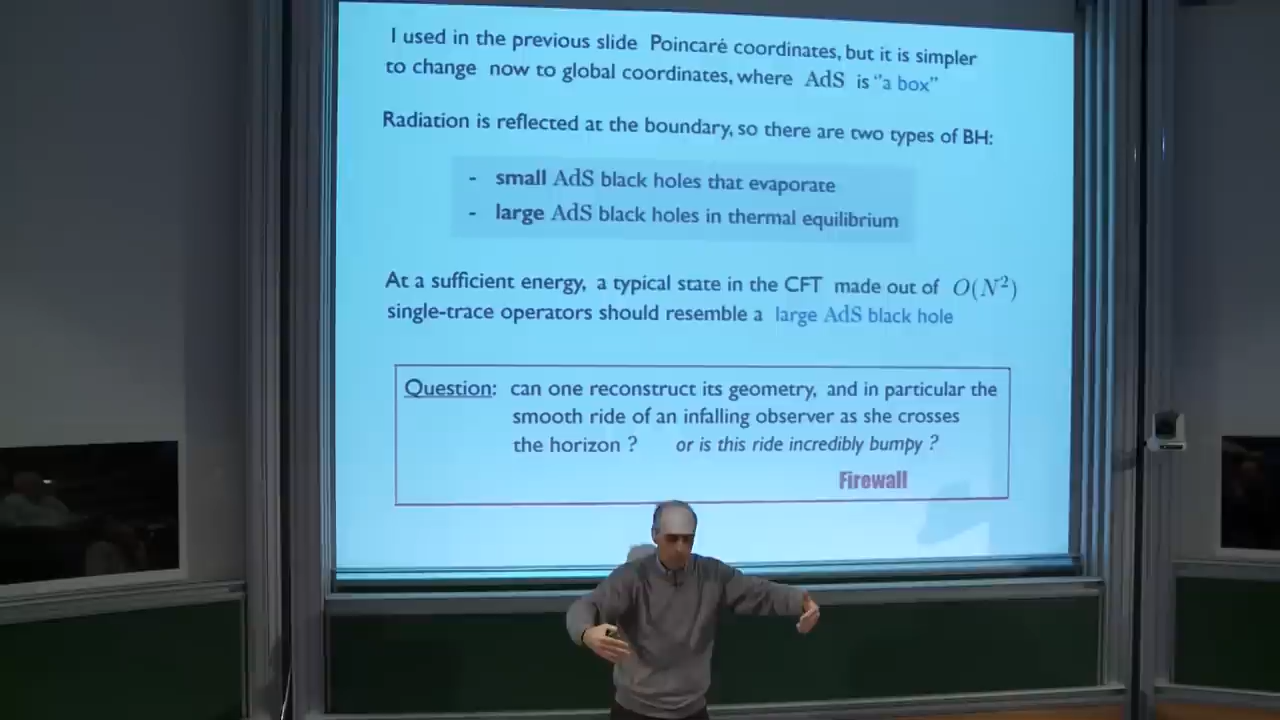 I used in the previous slide Poincaré coordinates, but it is simpler
to change now to global coordinates, where AdS is "a box"
Radiation is reflected at the boundary, so there are two types of BH:
- small AdS black holes that evaporate
- large AdS black holes in thermal equilibrium
At a sufficient energy, a typical state in the CFT made out of O(N²)
single-trace operators should resemble a large AdS black hole
Question: can one reconstruct its geometry, and in particular the
smooth ride of an infalling observer as she crosses
the horizon ? or is this ride incredibly bumpy ?
Firewall